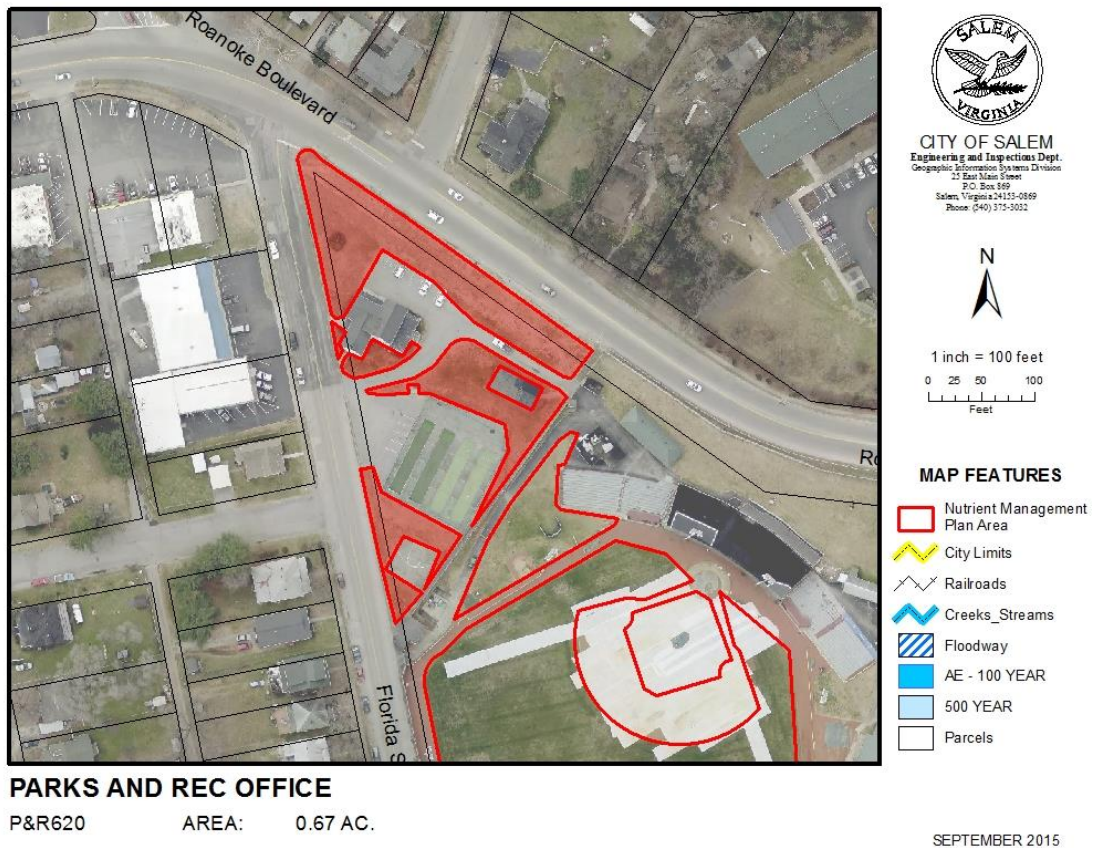 Roanoke Boulevard
Florida S
Ro
SALEM
VIRGINIA
CITY OF SALEM
Engineering and Inspections Dept.
Geographic Information Systems Division
25 East Main Street
P.O. Box 869
Salem, Virginia 24153-0869
Phone: (540) 375-3032
N
1 inch = 100 feet
0 25 50 100
Feet
MAP FEATURES
Nutrient Management
Plan Area
City Limits
Railroads
Creeks_Streams
Floodway
AE - 100 YEAR
500 YEAR
Parcels
PARKS AND REC OFFICE
P&R620 AREA: 0.67 AC.
SEPTEMBER 2015